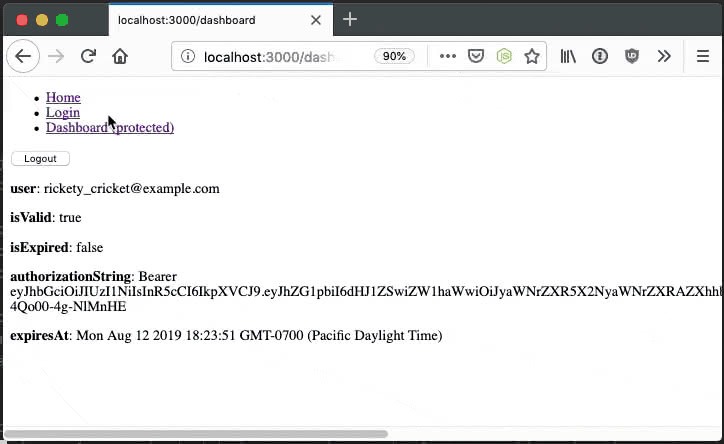 localhost:3000/dashboard
localhost:3000/dash
90%
Home
Login
Dashboard (protected)
Logout
user: rickety_cricket@example.com
isValid: true
isExpired: false
authorizationString: Bearer
eyJhbGciOiJIUzI1NiIsInR5cCI6IkpXVCJ9.eyJhZG1pbiI6dHJ1ZSwiZW1haWwiOiJyaWNrZXR5X2NyaWNrZXRAZXhhb
4Qo00-4g-NlMnHE
expiresAt: Mon Aug 12 2019 18:23:51 GMT-0700 (Pacific Daylight Time)